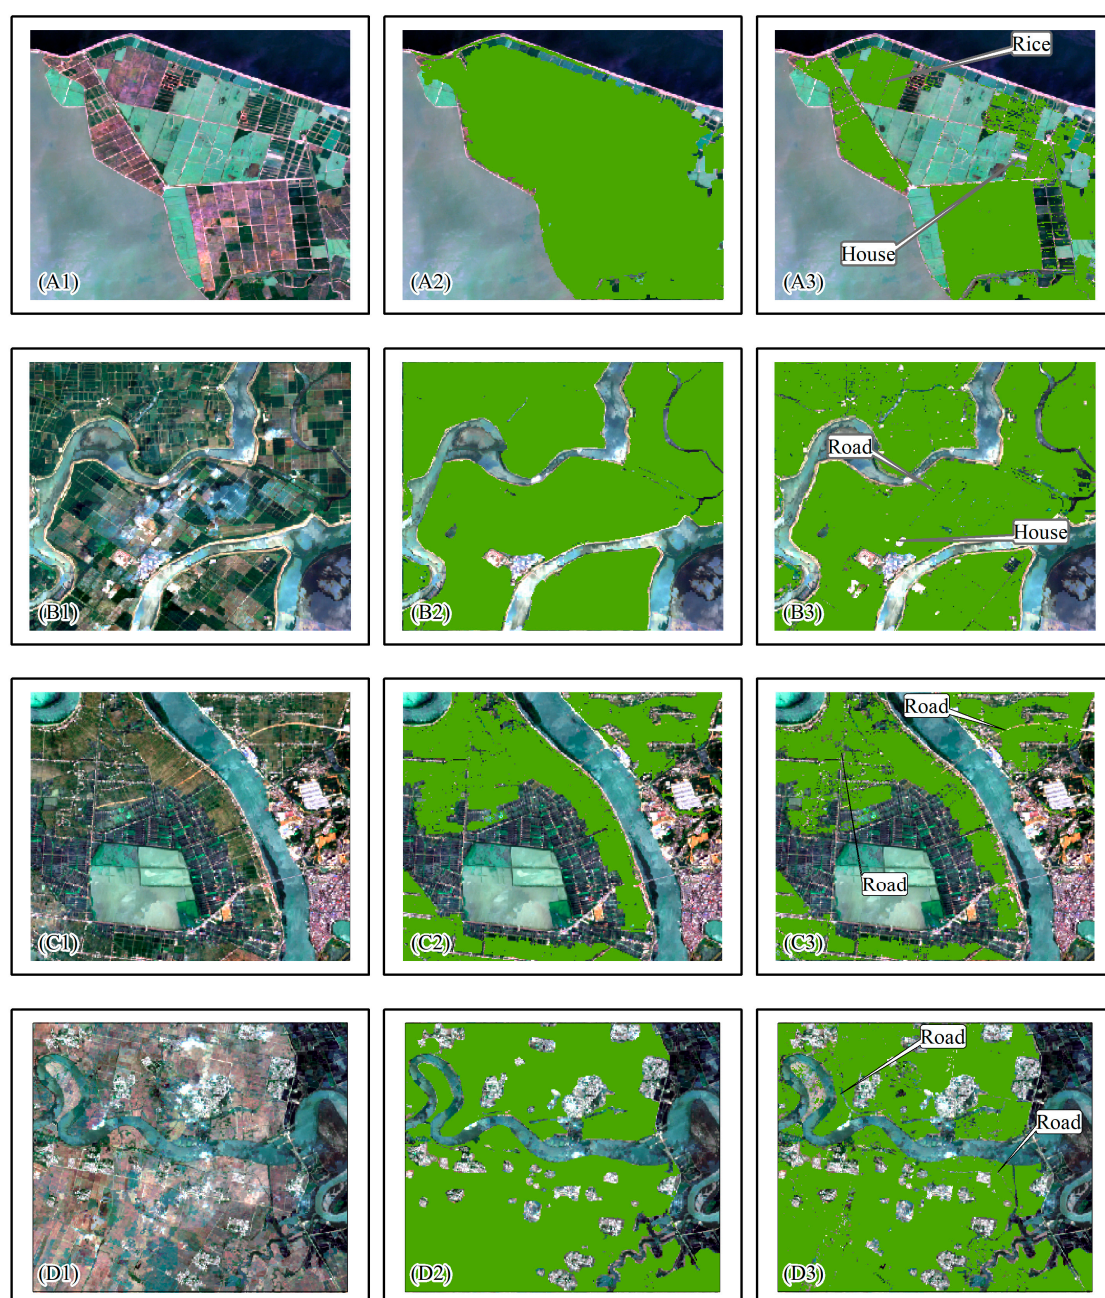 Rice
House
(A1)
(A2)
(A3)
Road
House
(B1)
(B2)
(B3)
Road
Road
(C1)
(C2)
(C3)
Road
Road
(D1)
(D2)
(D3)